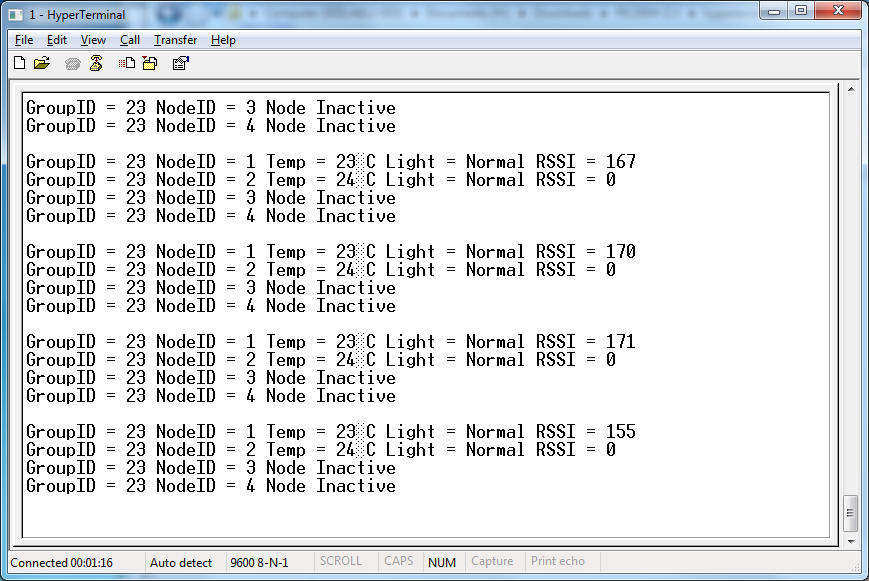 1 - HyperTerminal
File Edit View Call Transfer Help
GroupID = 23 NodeID = 3 Node Inactive
GroupID = 23 NodeID = 4 Node Inactive
GroupID = 23 NodeID = 1 Temp = 23░C Light = Normal RSSI = 167
GroupID = 23 NodeID = 2 Temp = 24░C Light = Normal RSSI = 0
GroupID = 23 NodeID = 3 Node Inactive
GroupID = 23 NodeID = 4 Node Inactive
GroupID = 23 NodeID = 1 Temp = 23░C Light = Normal RSSI = 170
GroupID = 23 NodeID = 2 Temp = 24░C Light = Normal RSSI = 0
GroupID = 23 NodeID = 3 Node Inactive
GroupID = 23 NodeID = 4 Node Inactive
GroupID = 23 NodeID = 1 Temp = 23░C Light = Normal RSSI = 171
GroupID = 23 NodeID = 2 Temp = 24░C Light = Normal RSSI = 0
GroupID = 23 NodeID = 3 Node Inactive
GroupID = 23 NodeID = 4 Node Inactive
GroupID = 23 NodeID = 1 Temp = 23░C Light = Normal RSSI = 155
GroupID = 23 NodeID = 2 Temp = 24░C Light = Normal RSSI = 0
GroupID = 23 NodeID = 3 Node Inactive
GroupID = 23 NodeID = 4 Node Inactive
Connected 00:01:16 Auto detect 9600 8-N-1 SCROLL CAPS NUM Capture Print echo